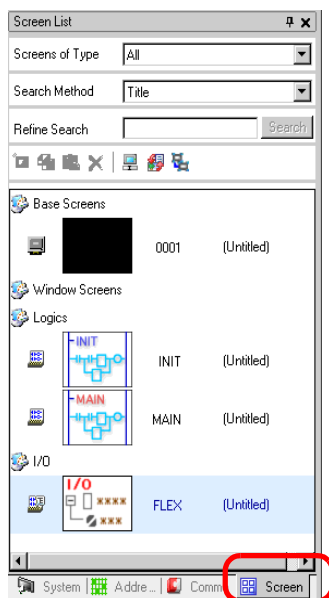 Screen List
Screens of Type All
Search Method Title
Refine Search Search
Base Screens
0001 (Untitled)
Window Screens
Logics
INIT
INIT (Untitled)
MAIN
MAIN (Untitled)
I/O
I/O
****
***
FLEX (Untitled)
System Addre... Comm Screen